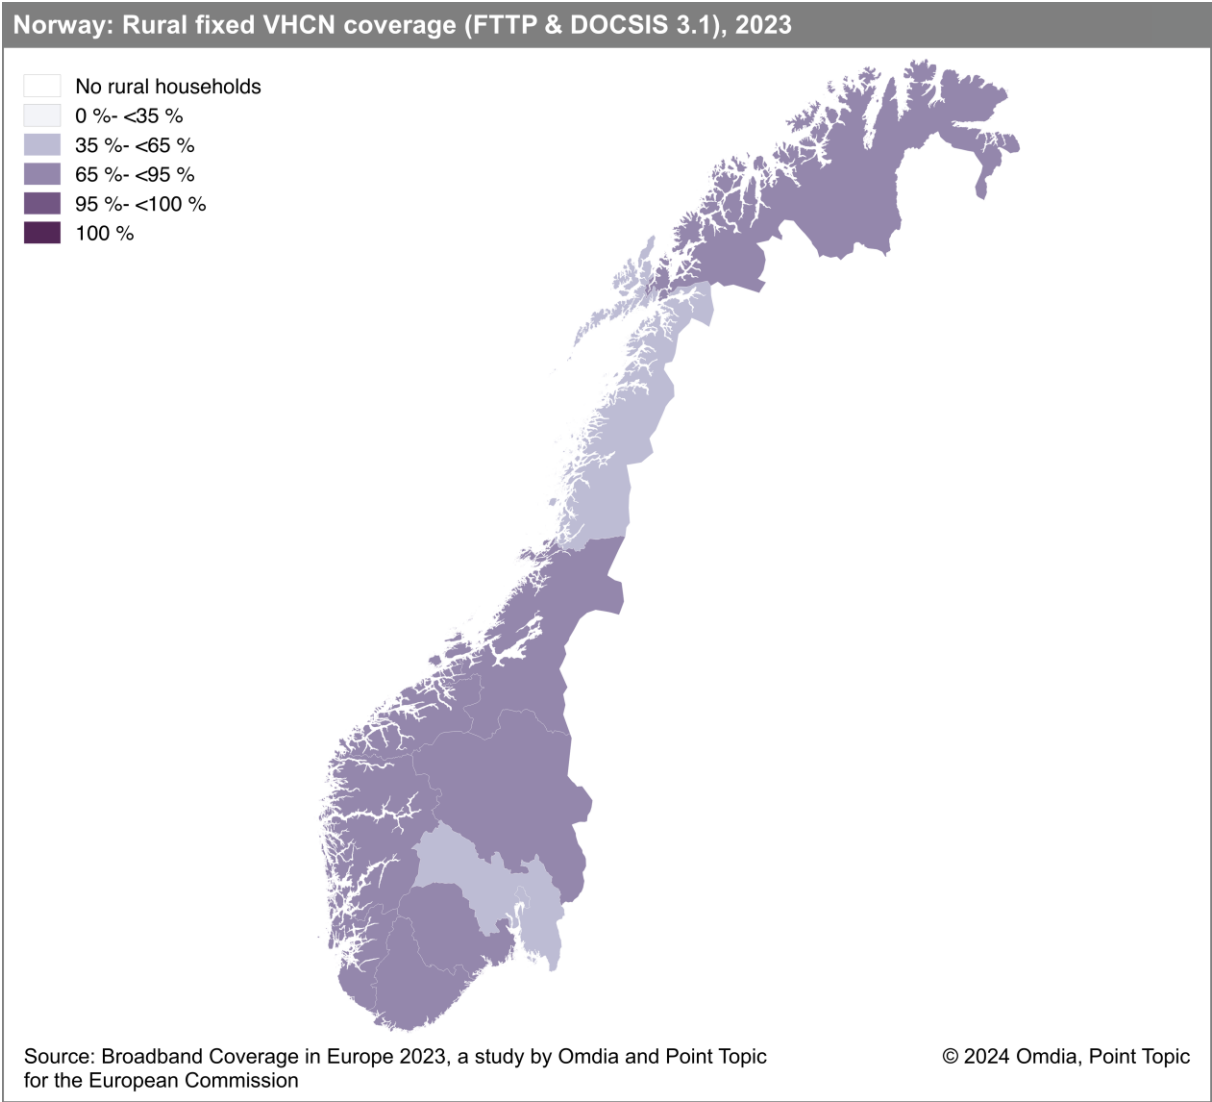 Norway: Rural fixed VHCN coverage (FTTP & DOCSIS 3.1), 2023
No rural households
0 %- <35 %
35 %- <65 %
65 %- <95 %
95 %- <100 %
100 %
Source: Broadband Coverage in Europe 2023, a study by Omdia and Point Topic
for the European Commission
© 2024 Omdia, Point Topic